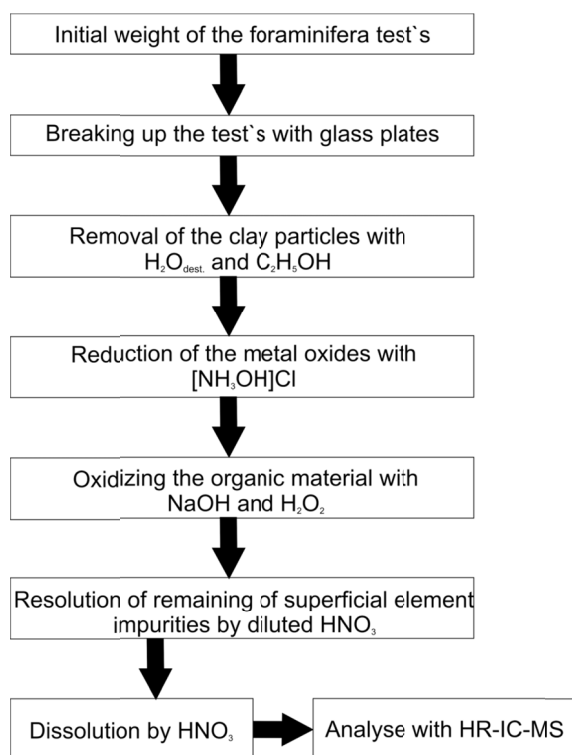 Initial weight of the foraminifera test`s
Breaking up the test`s with glass plates
Removal of the clay particles with
H₂O dest. and C₂H₅OH
Reduction of the metal oxides with
[NH₃OH]Cl
Oxidizing the organic material with
NaOH and H₂O₂
Resolution of remaining of superficial element
impurities by diluted HNO₃
Dissolution by HNO₃
Analyse with HR-IC-MS